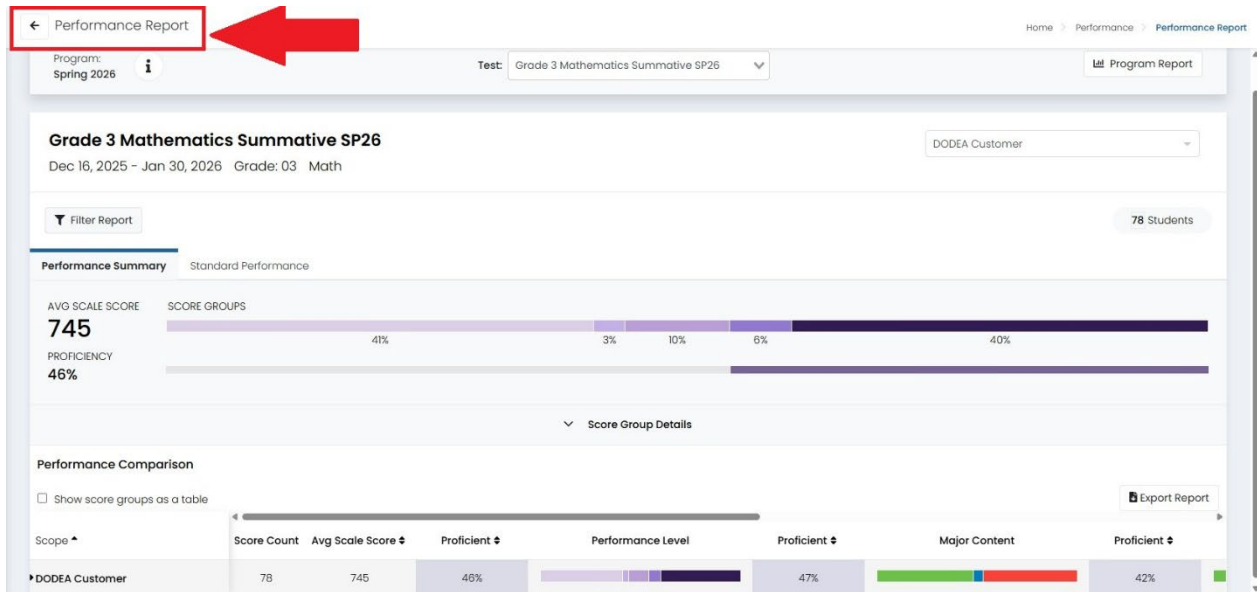 Performance Report
Home > Performance > Performance Report
Program:
Spring 2026
i
Test: Grade 3 Mathematics Summative SP26
Program Report
Grade 3 Mathematics Summative SP26
DODEA Customer
Dec 16, 2025 - Jan 30, 2026 Grade: 03 Math
Filter Report
78 Students
Performance Summary Standard Performance
AVG SCALE SCORE SCORE GROUPS
745
41% 3% 10% 6% 40%
PROFICIENCY
46%
Score Group Details
Performance Comparison
Show score groups as a table
Export Report
Scope Score Count Avg Scale Score Proficient Performance Level Proficient Major Content Proficient
DODEA Customer 78 745 46% 47% 42%